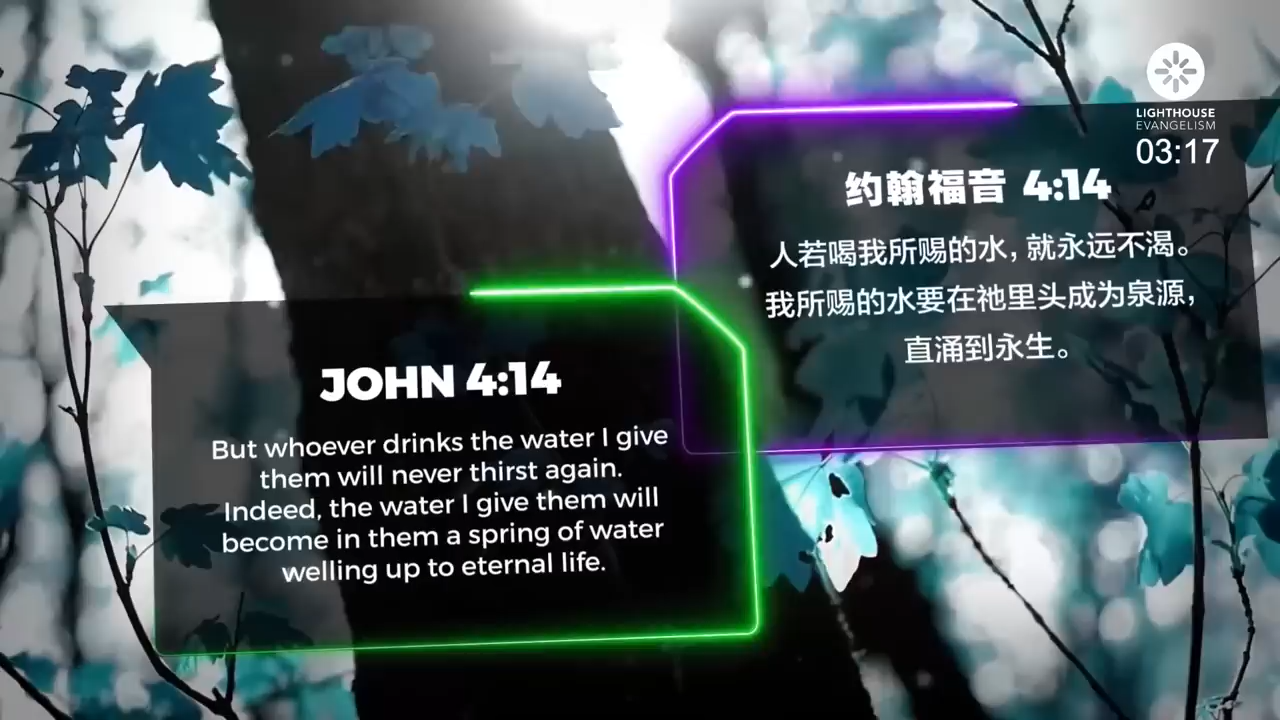 LIGHTHOUSE
EVANGELISM
03:17
约翰福音 4:14
人若喝我所赐的水，就永远不渴。
我所赐的水要在祂里头成为泉源，
直涌到永生。
JOHN 4:14
But whoever drinks the water I give
them will never thirst again.
Indeed, the water I give them will
become in them a spring of water
welling up to eternal life.